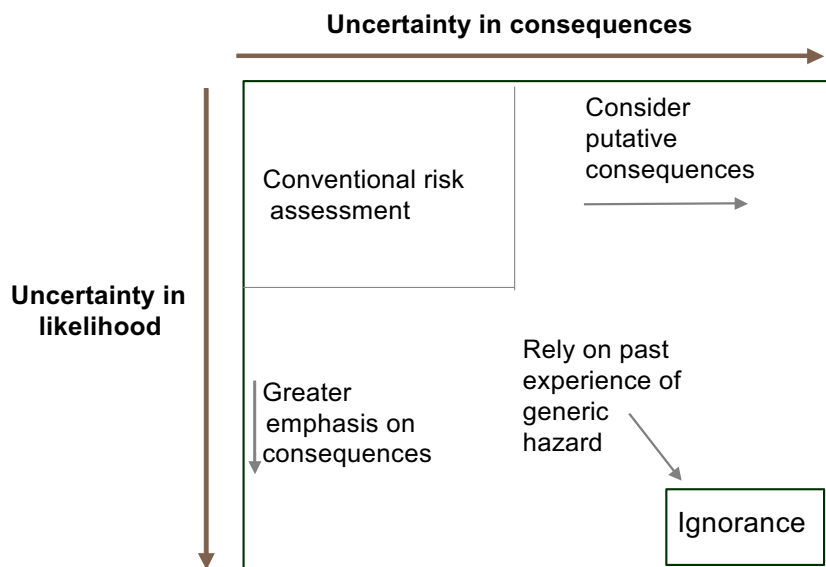 Uncertainty in consequences
Consider
putative
consequences
Conventional risk
assessment
Uncertainty in
likelihood
Rely on past
experience of
generic
hazard
Greater
emphasis on
consequences
Ignorance